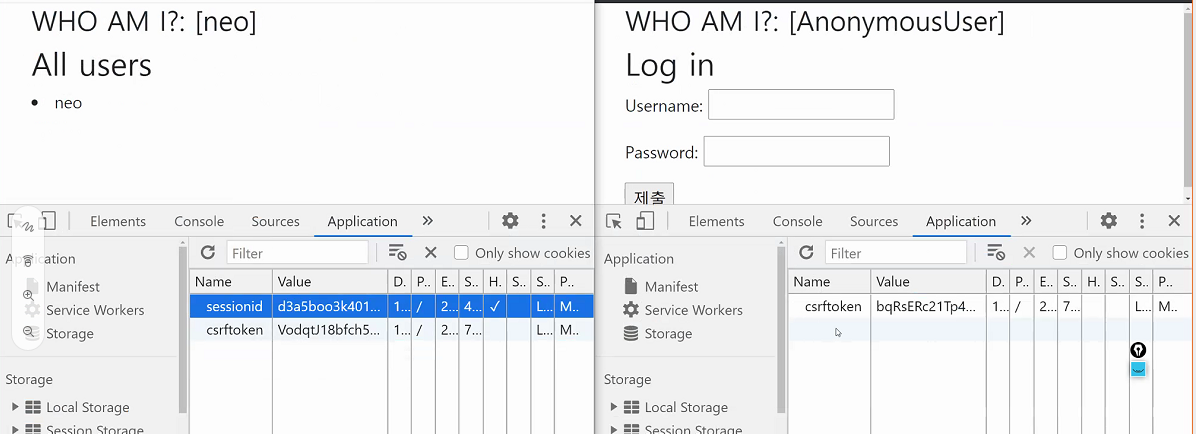 WHO AM I?: [neo]
All users
neo
Elements Console Sources Application »
Application
Manifest
Service Workers
Storage
Storage
Local Storage
Session Storage
Filter
Only show cookies
Name Value D. P.. E.. S.. H. S.. S.. P..
sessionid d3a5boo3k401... 1... / 2... 4... ✓ L... M..
csrftoken VodqtU18bfch5... 1... / 2... 7... L... M..
WHO AM I?: [AnonymousUser]
Log in
Username:
Password:
제출
Elements Console Sources Application »
Application
Manifest
Service Workers
Storage
Storage
Local Storage
Session Storage
Filter
Only show cookies
Name Value D. P.. E.. S.. H. S.. S.. P..
csrftoken bqRsERc21Tp4... 1... / 2... 7... L... M..